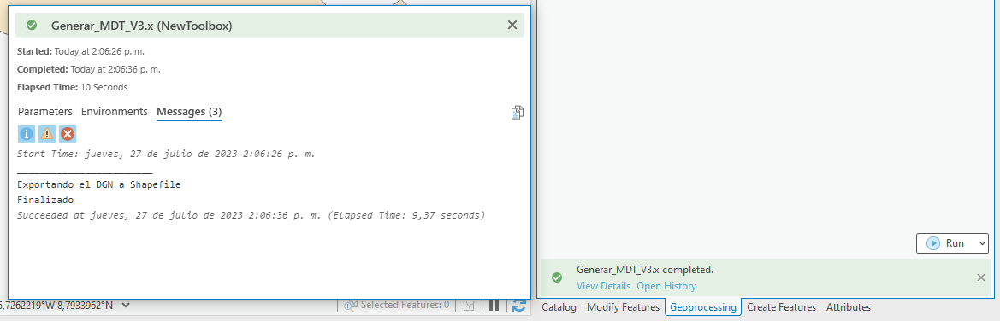 Generar_MDT_V3.x (NewToolbox)
Started: Today at 2:06:26 p. m.
Completed: Today at 2:06:36 p. m.
Elapsed Time: 10 Seconds
Parameters Environments Messages (3)
Start Time: jueves, 27 de julio de 2023 2:06:26 p. m.
________________________
Exportando el DGN a Shapefile
Finalizado
Succeeded at jueves, 27 de julio de 2023 2:06:36 p. m. (Elapsed Time: 9,37 seconds)
Run
Generar_MDT_V3.x completed.
View Details Open History
,7262219°W 8,7933962°N
Selected Features: 0
Catalog Modify Features Geoprocessing Create Features Attributes